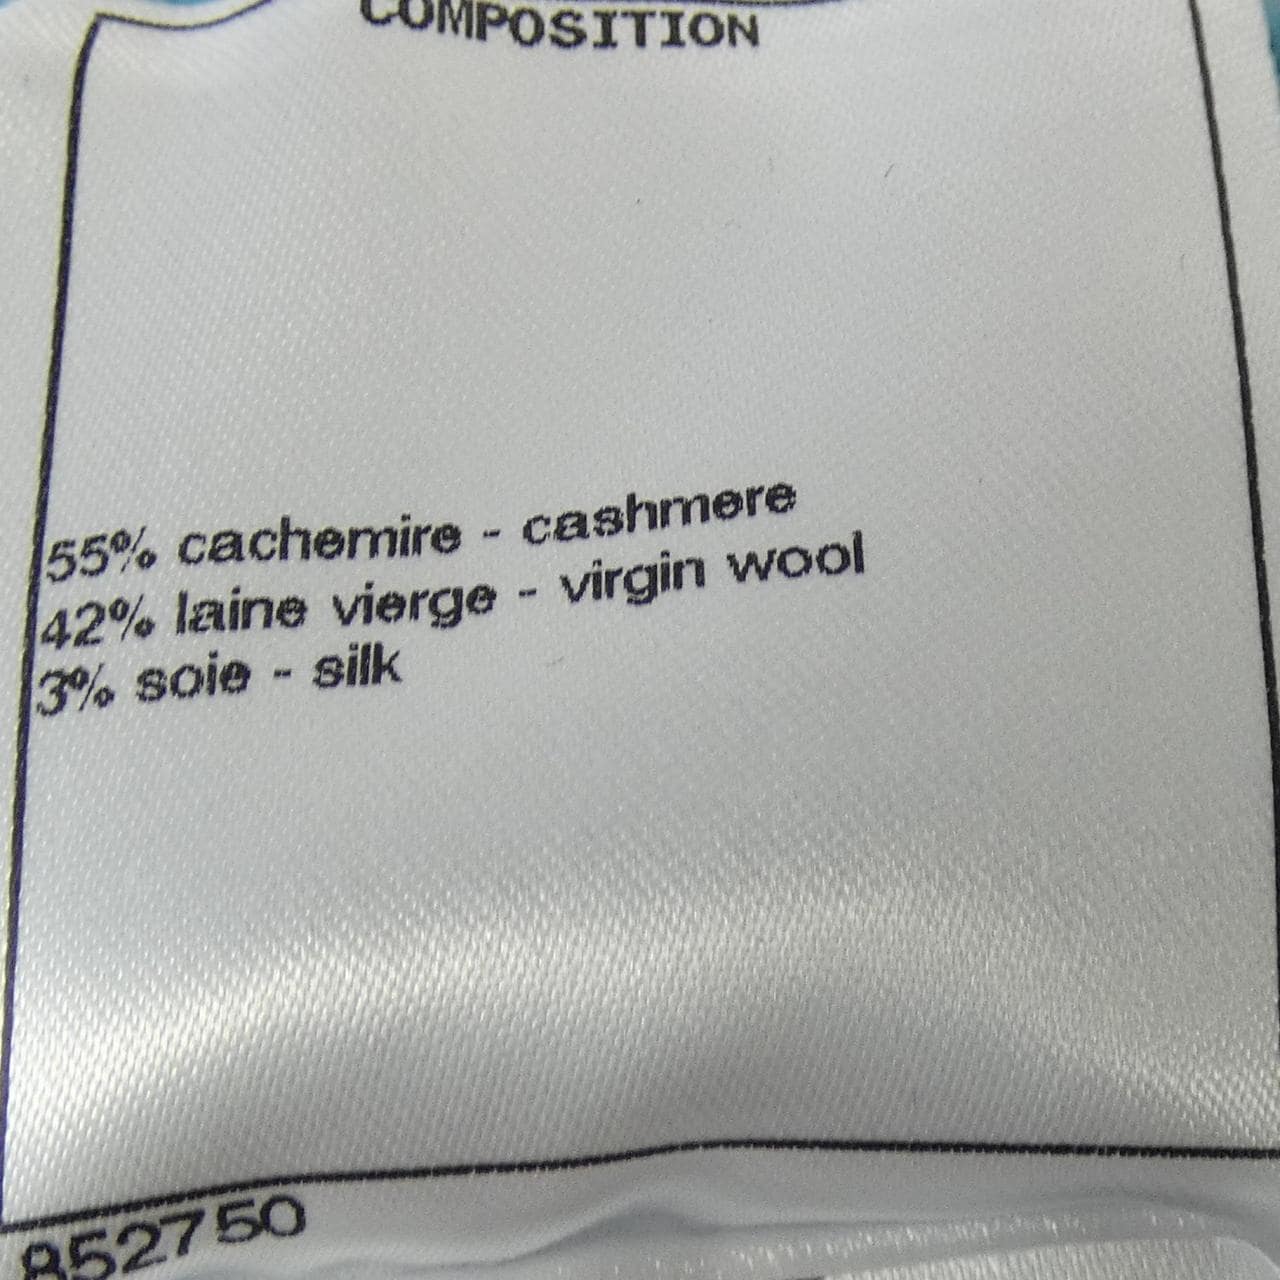 COMPOSITION
55% cachemire - cashmere
42% laine vierge - virgin wool
3% soie - silk
852750